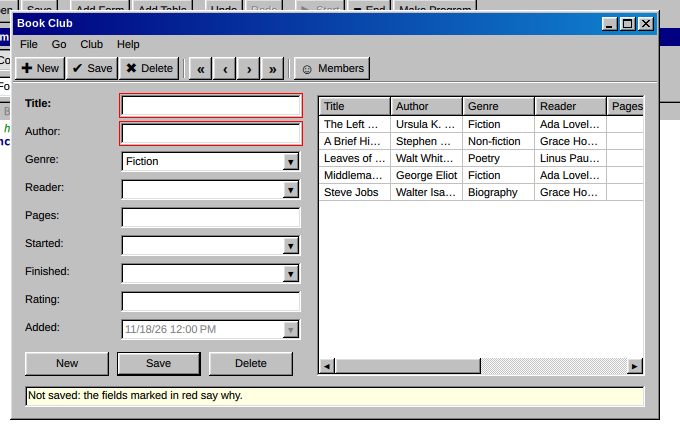 Save Add Form Add Table Undo Redo Start End Make Program
Book Club
File Go Club Help
New Save Delete « ‹ › » Members
Title:
Author:
Genre: Fiction
Reader:
Pages:
Started:
Finished:
Rating:
Added: 11/18/26 12:00 PM
New Save Delete
Title Author Genre Reader Pages
The Left ... Ursula K. ... Fiction Ada Lovel...
A Brief Hi... Stephen ... Non-fiction Grace Ho...
Leaves of ... Walt Whit... Poetry Linus Pau...
Middlema... George Eliot Fiction Ada Lovel...
Steve Jobs Walter Isa... Biography Grace Ho...
Not saved: the fields marked in red say why.